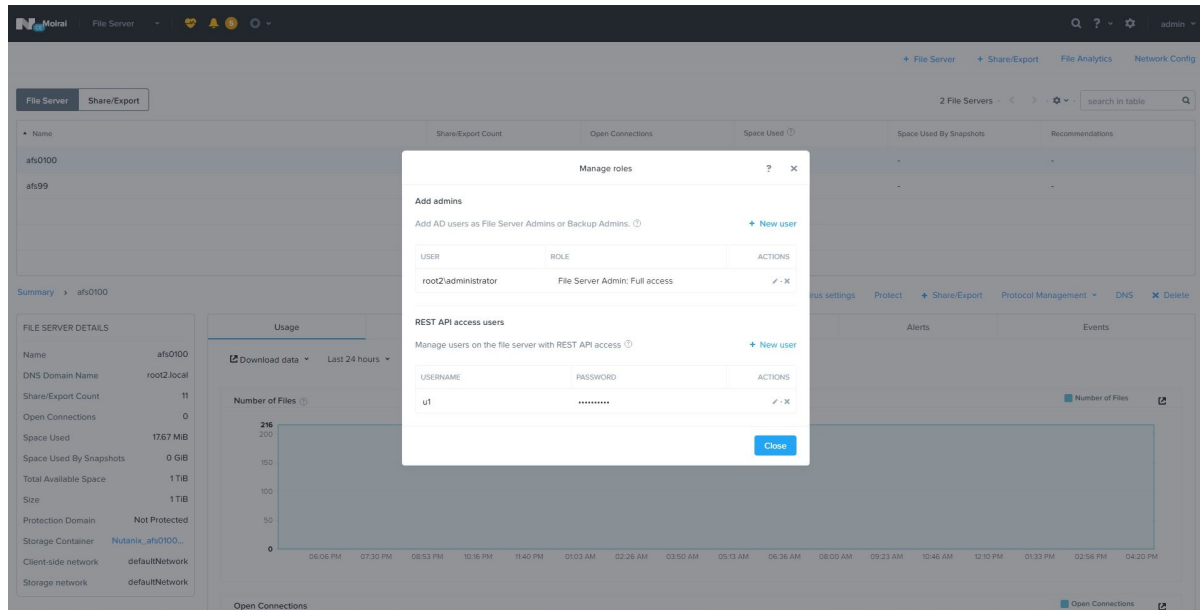 Moirai File Server 6 ? admin
+ File Server + Share/Export File Analytics Network Config
File Server Share/Export 2 File Servers search in table
Name Share/Export Count Open Connections Space Used Space Used By Snapshots Recommendations
afs0100 - -
afs99 - -
Manage roles ? ×
Add admins
Add AD users as File Server Admins or Backup Admins. + New user
USER ROLE ACTIONS
root2\administrator File Server Admin: Full access
REST API access users
Manage users on the file server with REST API access + New user
USERNAME PASSWORD ACTIONS
u1 ••••••••••
Close
Summary > afs0100 settings Protect + Share/Export Protocol Management DNS × Delete
FILE SERVER DETAILS
Name afs0100
DNS Domain Name root2.local
Share/Export Count 11
Open Connections 0
Space Used 17.67 MiB
Space Used By Snapshots 0 GiB
Total Available Space 1 TiB
Size 1 TiB
Protection Domain Not Protected
Storage Container Nutanix_afs0100...
Client-side network defaultNetwork
Storage network defaultNetwork
Usage Alerts Events
Download data Last 24 hours
Number of Files Number of Files
216
200
150
100
50
0
06:06 PM 07:30 PM 08:53 PM 10:16 PM 11:40 PM 01:03 AM 02:26 AM 03:50 AM 05:13 AM 06:36 AM 08:00 AM 09:23 AM 10:46 AM 12:10 PM 01:33 PM 02:56 PM 04:20 PM
Open Connections Open Connections